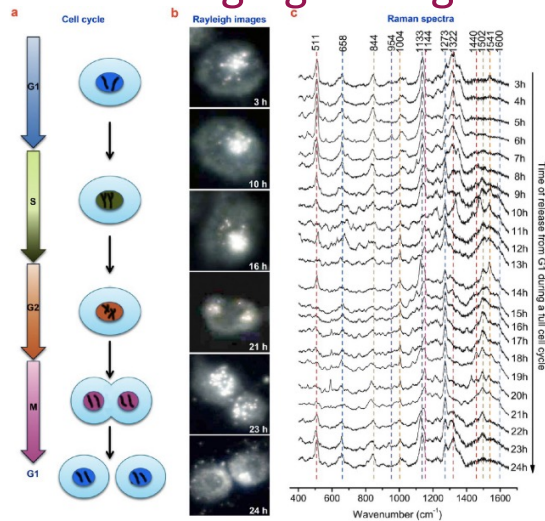 a
Cell cycle
G1
S
G2
M
G1
b
Rayleigh images
3 h
10 h
16 h
21 h
23 h
24 h
c
Raman spectra
511
658
844
954
1004
1133
1144
1273
1322
1440
1502
1541
1600
3h
4h
5h
6h
7h
8h
9h
10h
11h
12h
13h
14h
15h
16h
17h
18h
19h
20h
21h
22h
23h
24h
Time of release from G1 during a full cell cycle
400 600 800 1000 1200 1400 1600
Wavenumber (cm⁻¹)